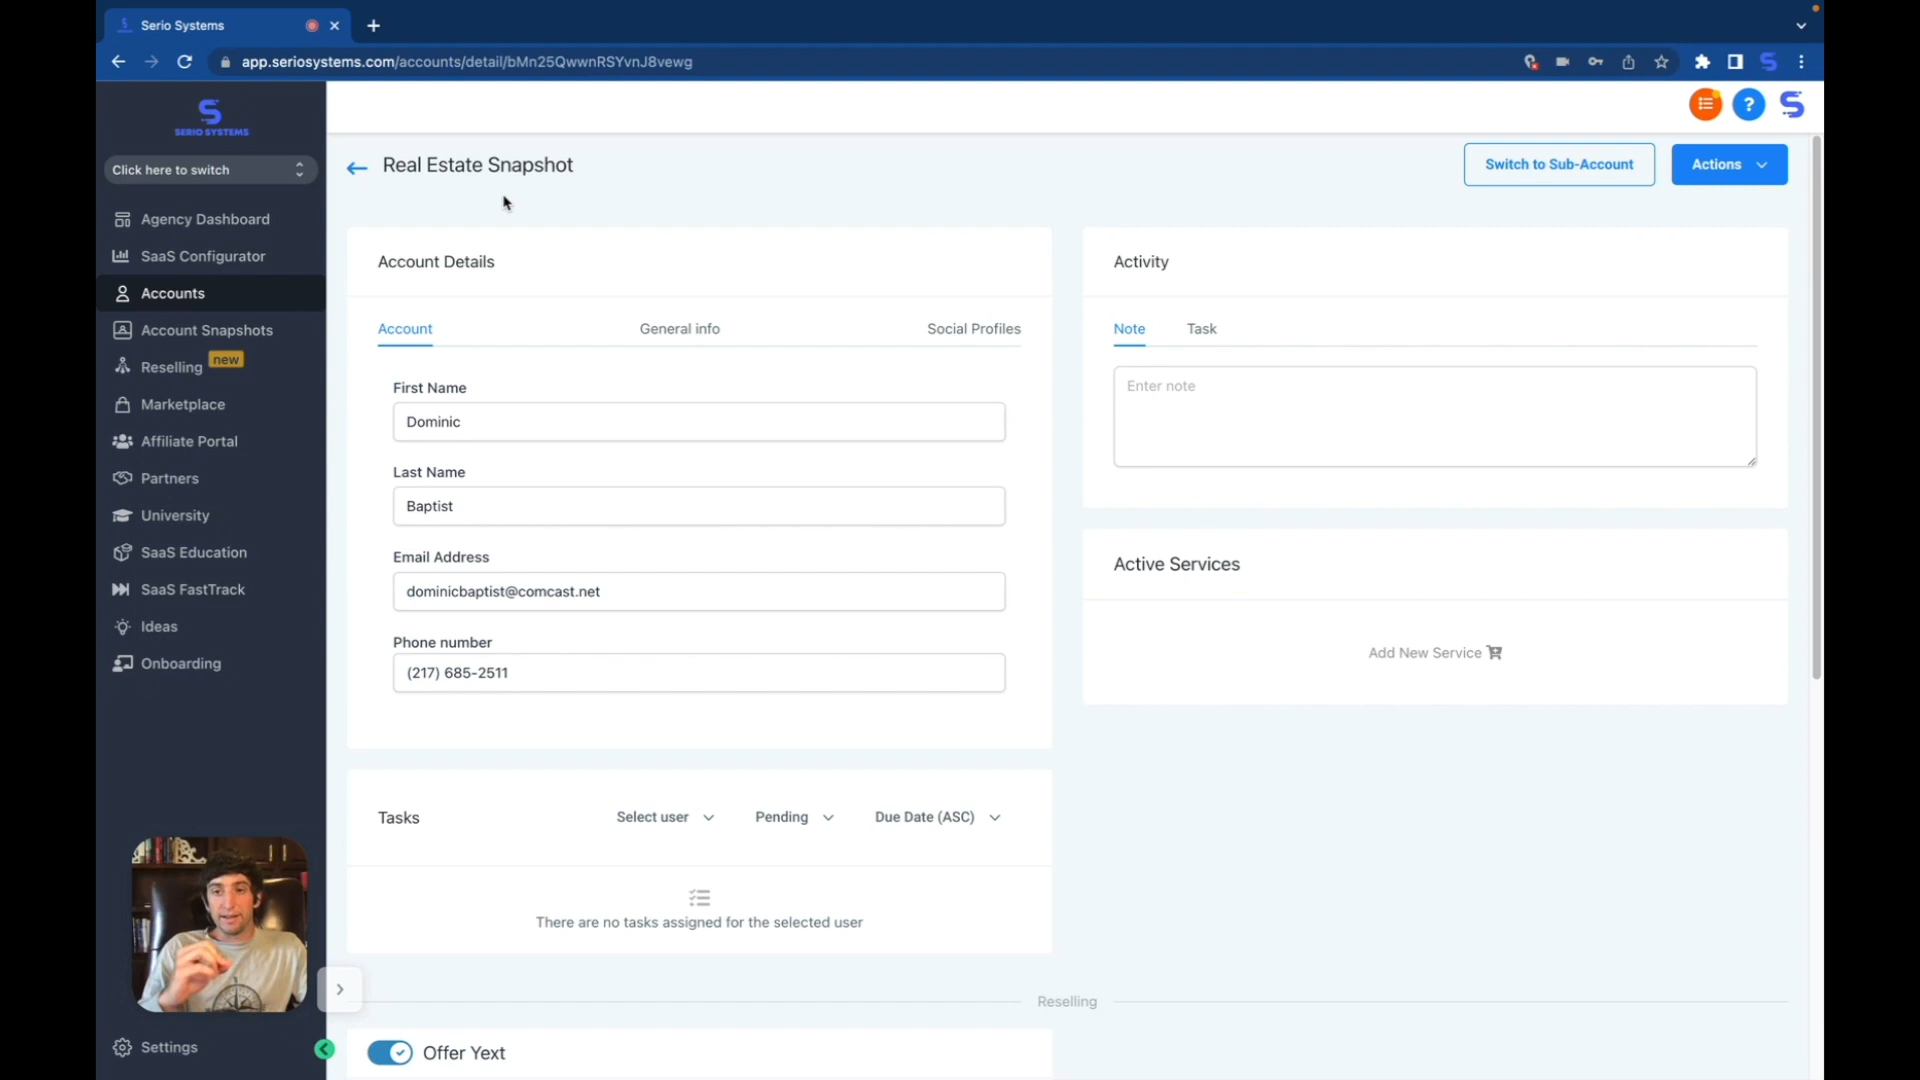 Serio Systems
app.seriosystems.com/accounts/detail/bMn25QwwnRSYvnJ8vewg
SERIO SYSTEMS
Click here to switch
Agency Dashboard
SaaS Configurator
Accounts
Account Snapshots
Reselling new
Marketplace
Affiliate Portal
Partners
University
SaaS Education
SaaS FastTrack
Ideas
Onboarding
Settings
?
Real Estate Snapshot
Switch to Sub-Account
Actions
Account Details
Account General info Social Profiles
First Name
Dominic
Last Name
Baptist
Email Address
dominicbaptist@comcast.net
Phone number
(217) 685-2511
Activity
Note Task
Enter note
Active Services
Add New Service
Tasks Select user Pending Due Date (ASC)
There are no tasks assigned for the selected user
Reselling
Offer Yext